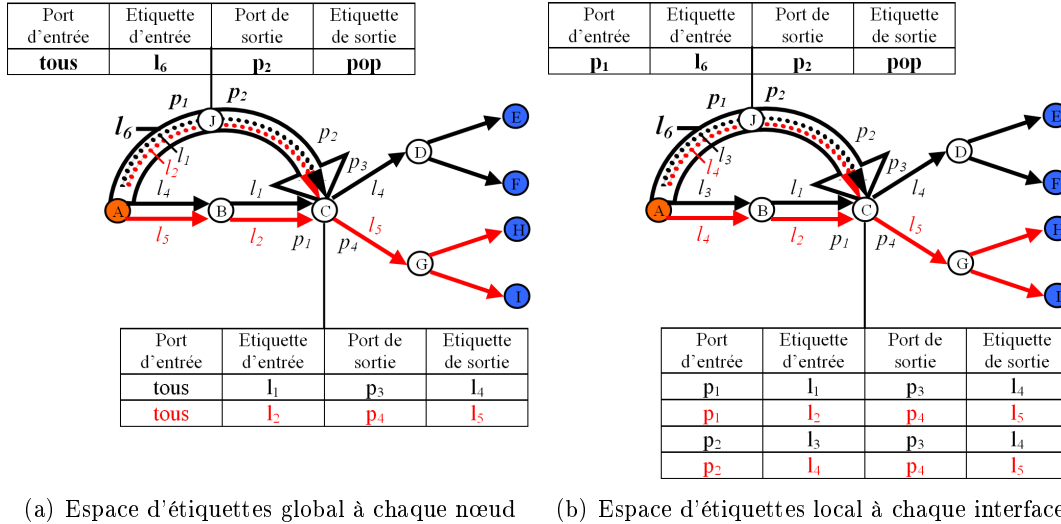 Port d'entrée Etiquette d'entrée Port de sortie Etiquette de sortie
tous l6 p2 pop
p1 p2
J
l6
l1
l2
p2
p3
l4
l1
l4
A B C D E F
l5 l2 p1 p4 l5
G H I
Port d'entrée Etiquette d'entrée Port de sortie Etiquette de sortie
tous l1 p3 l4
tous l2 p4 l5
(a) Espace d'étiquettes global à chaque nœud
Port d'entrée Etiquette d'entrée Port de sortie Etiquette de sortie
p1 l6 p2 pop
p1 p2
J
l6
l3
l4
p2
p3
l3
l1
l4
A B C D E F
l4 l2 p1 p4 l5
G H I
Port d'entrée Etiquette d'entrée Port de sortie Etiquette de sortie
p1 l1 p3 l4
p1 l2 p4 l5
p2 l3 p3 l4
p2 l4 p4 l5
(b) Espace d'étiquettes local à chaque interface